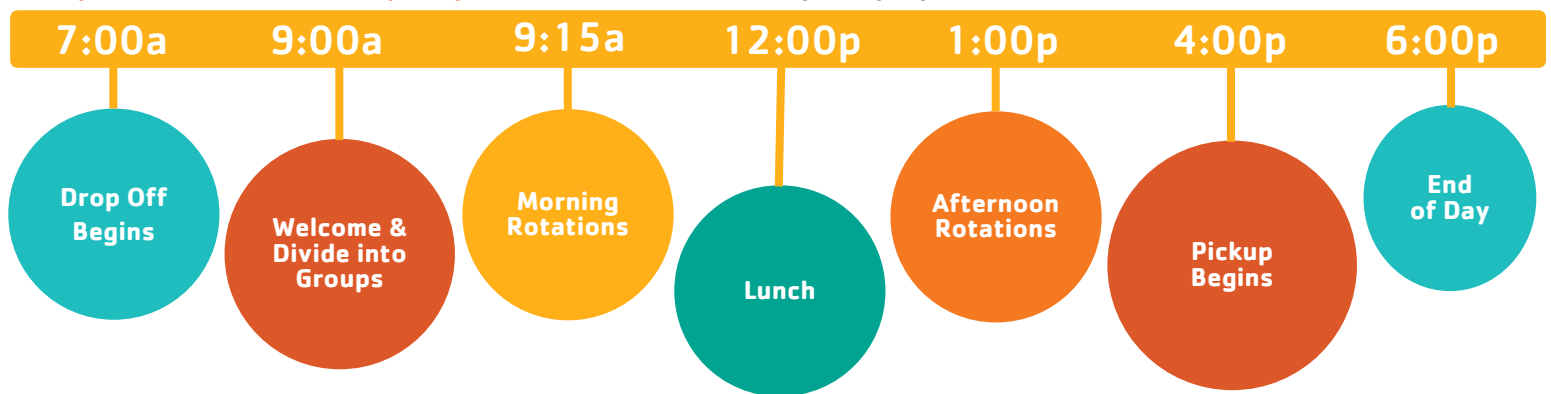 7:00a
9:00a
9:15a
12:00p
1:00p
4:00p
6:00p
Drop Off
Begins
Welcome &
Divide into
Groups
Morning
Rotations
Lunch
Afternoon
Rotations
Pickup
Begins
End
of Day